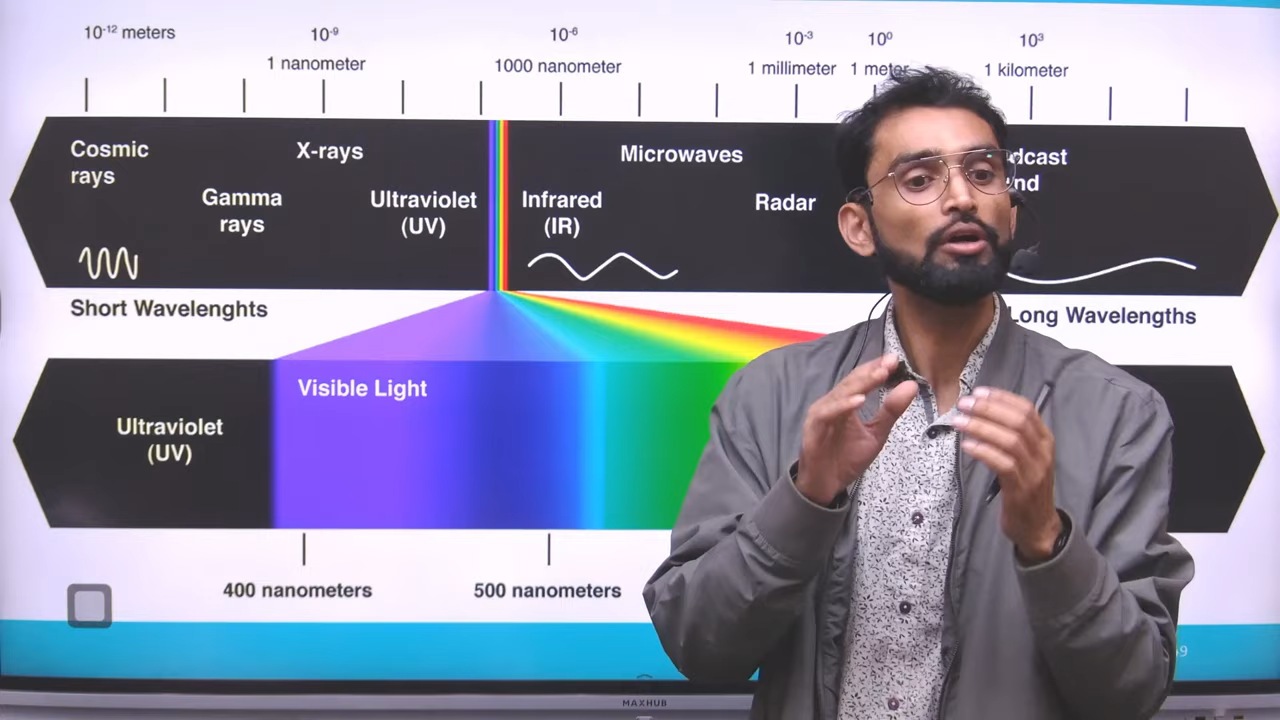 10⁻¹² meters
10⁻⁹
10⁻⁶
10⁻³
10⁰
10³
1 nanometer
1000 nanometer
1 millimeter
1 meter
1 kilometer
Cosmic
rays
Gamma
rays
X-rays
Ultraviolet
(UV)
Infrared
(IR)
Microwaves
Radar
dcast
nd
Short Wavelenghts
Long Wavelengths
Ultraviolet
(UV)
Visible Light
400 nanometers
500 nanometers
MAXHUB